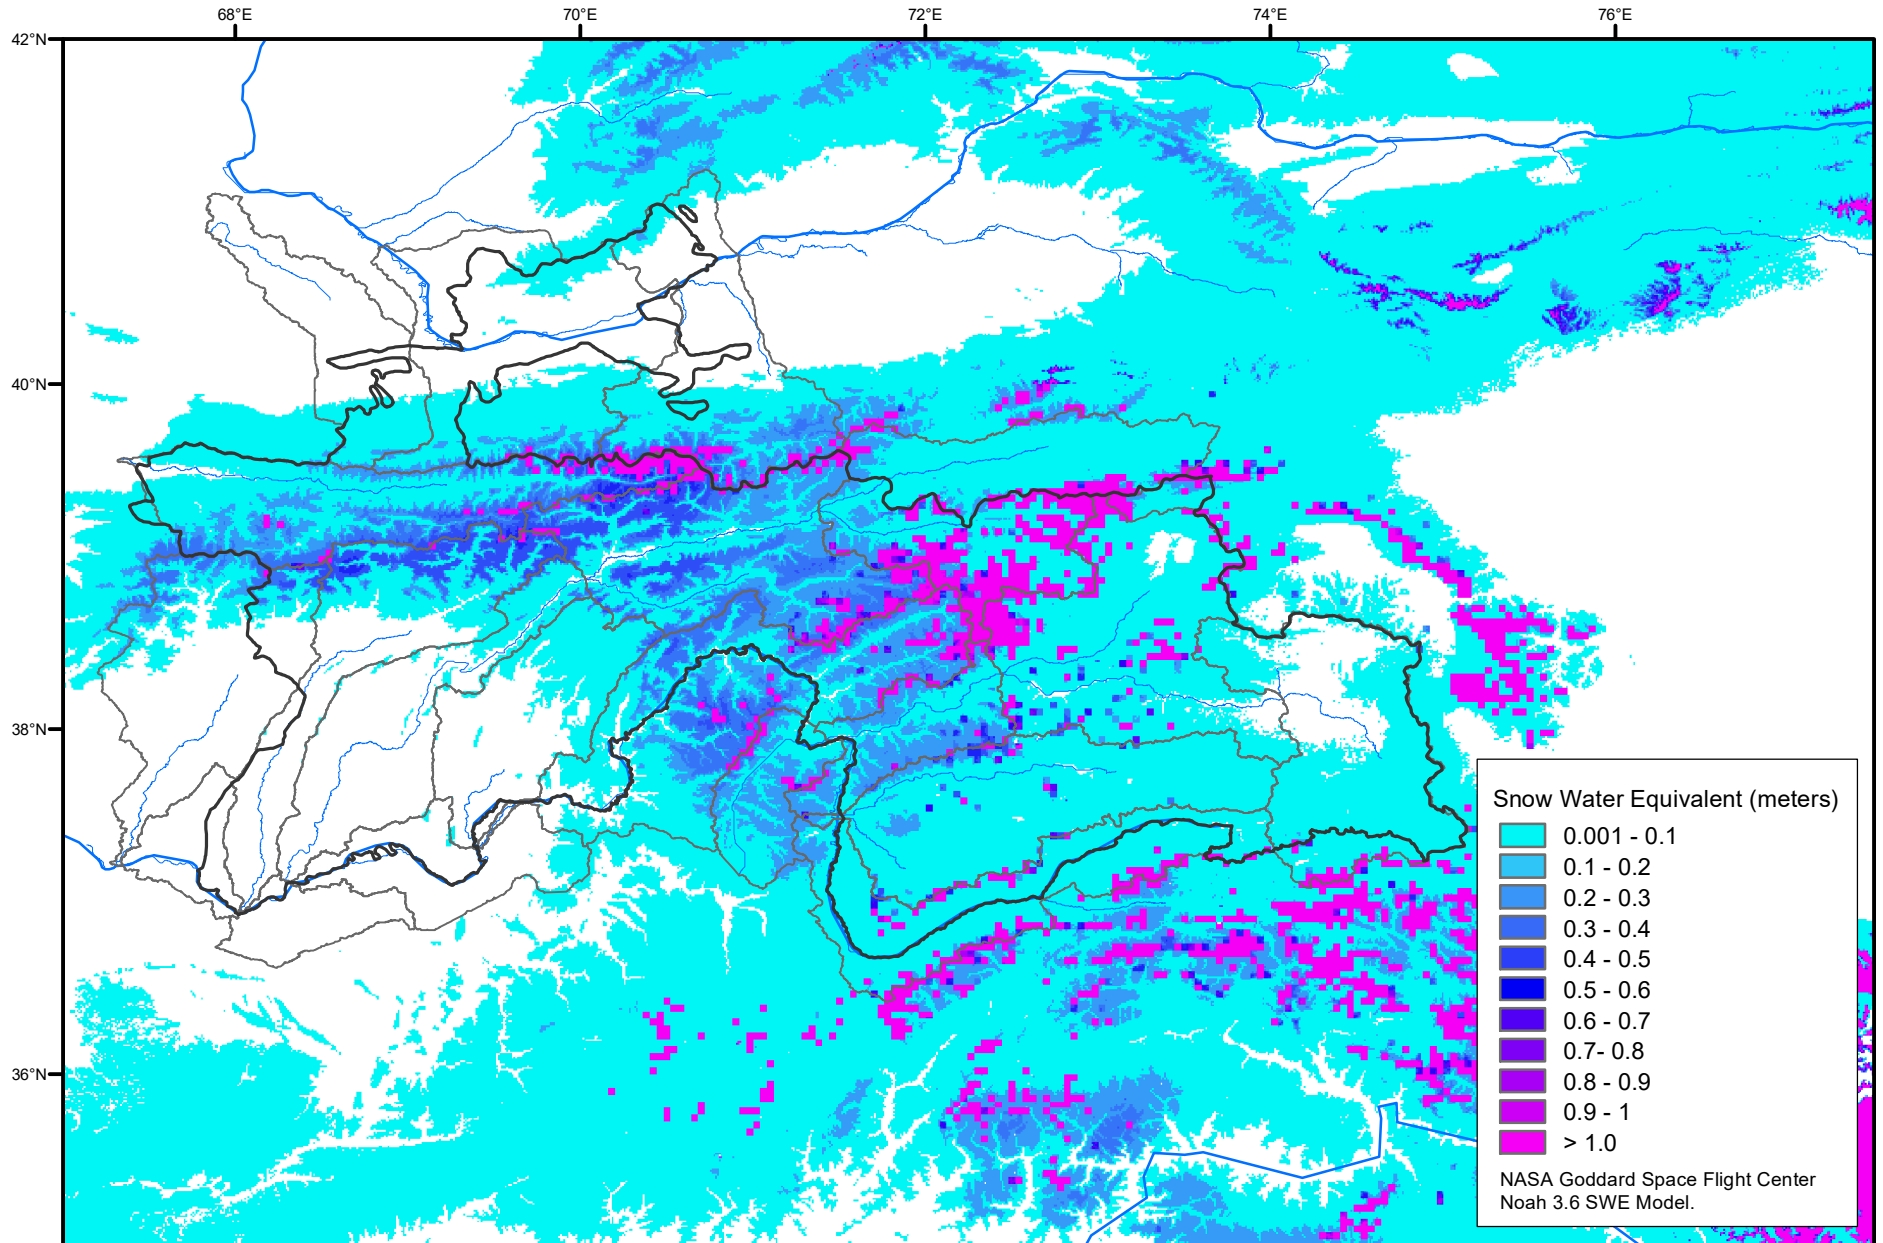 68°E 70°E 72°E 74°E 76°E
42°N
40°N
38°N
36°N
Snow Water Equivalent (meters)
0.001 - 0.1
0.1 - 0.2
0.2 - 0.3
0.3 - 0.4
0.4 - 0.5
0.5 - 0.6
0.6 - 0.7
0.7- 0.8
0.8 - 0.9
0.9 - 1
> 1.0
NASA Goddard Space Flight Center
Noah 3.6 SWE Model.